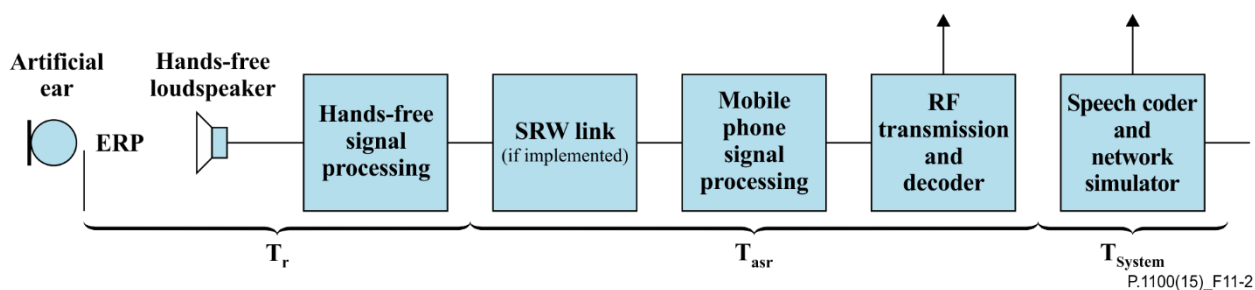 Artificial
ear
ERP
Hands-free
loudspeaker
Hands-free
signal
processing
SRW link
(if implemented)
Mobile
phone
signal
processing
RF
transmission
and
decoder
Speech coder
and
network
simulator
Tr
Tasr
TSystem
P.1100(15)_F11-2